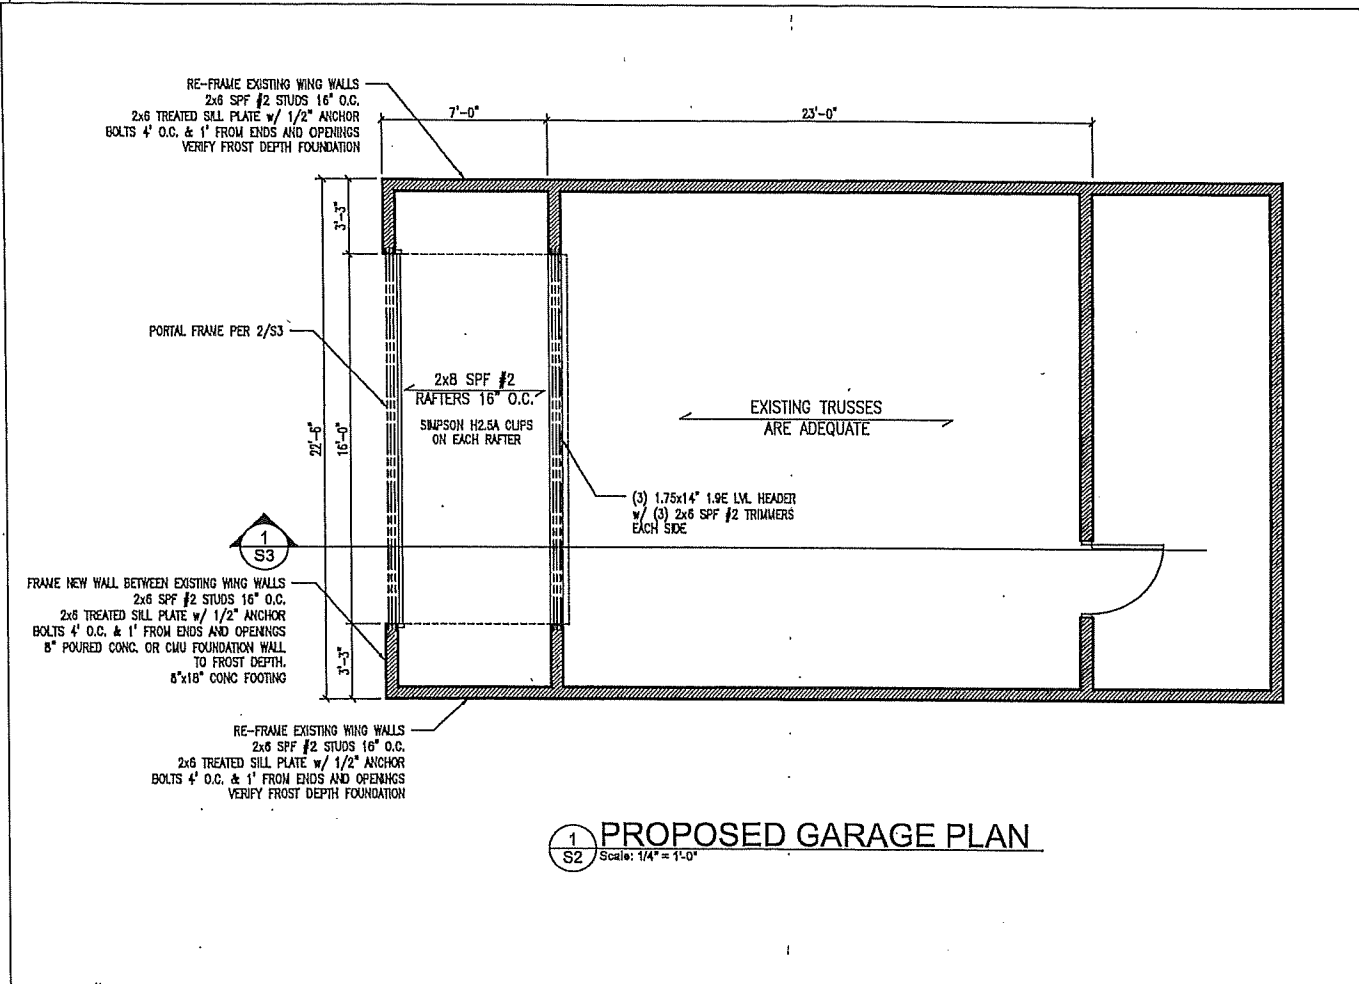 RE-FRAME EXISTING WING WALLS
2x6 SPF #2 STUDS 16" O.C.
2x6 TREATED SILL PLATE w/ 1/2" ANCHOR
BOLTS 4' O.C. & 1' FROM ENDS AND OPENINGS
VERIFY FROST DEPTH FOUNDATION
7'-0"
23'-0"
3'-3"
PORTAL FRAME PER 2/S3
22'-6"
16'-0"
2x8 SPF #2
RAFTERS 16" O.C.
SIMPSON H2.5A CLIPS
ON EACH RAFTER
EXISTING TRUSSES
ARE ADEQUATE
(3) 1.75x14" 1.9E LVL HEADER
w/ (3) 2x6 SPF #2 TRIMMERS
EACH SIDE
1
S3
FRAME NEW WALL BETWEEN EXISTING WING WALLS
2x6 SPF #2 STUDS 16" O.C.
2x6 TREATED SILL PLATE w/ 1/2" ANCHOR
BOLTS 4' O.C. & 1' FROM ENDS AND OPENINGS
8" POURED CONC. OR CMU FOUNDATION WALL
TO FROST DEPTH.
8"x18" CONC FOOTING
3'-3"
RE-FRAME EXISTING WING WALLS
2x6 SPF #2 STUDS 16" O.C.
2x6 TREATED SILL PLATE w/ 1/2" ANCHOR
BOLTS 4' O.C. & 1' FROM ENDS AND OPENINGS
VERIFY FROST DEPTH FOUNDATION
1
S2
PROPOSED GARAGE PLAN
Scale: 1/4" = 1'-0"